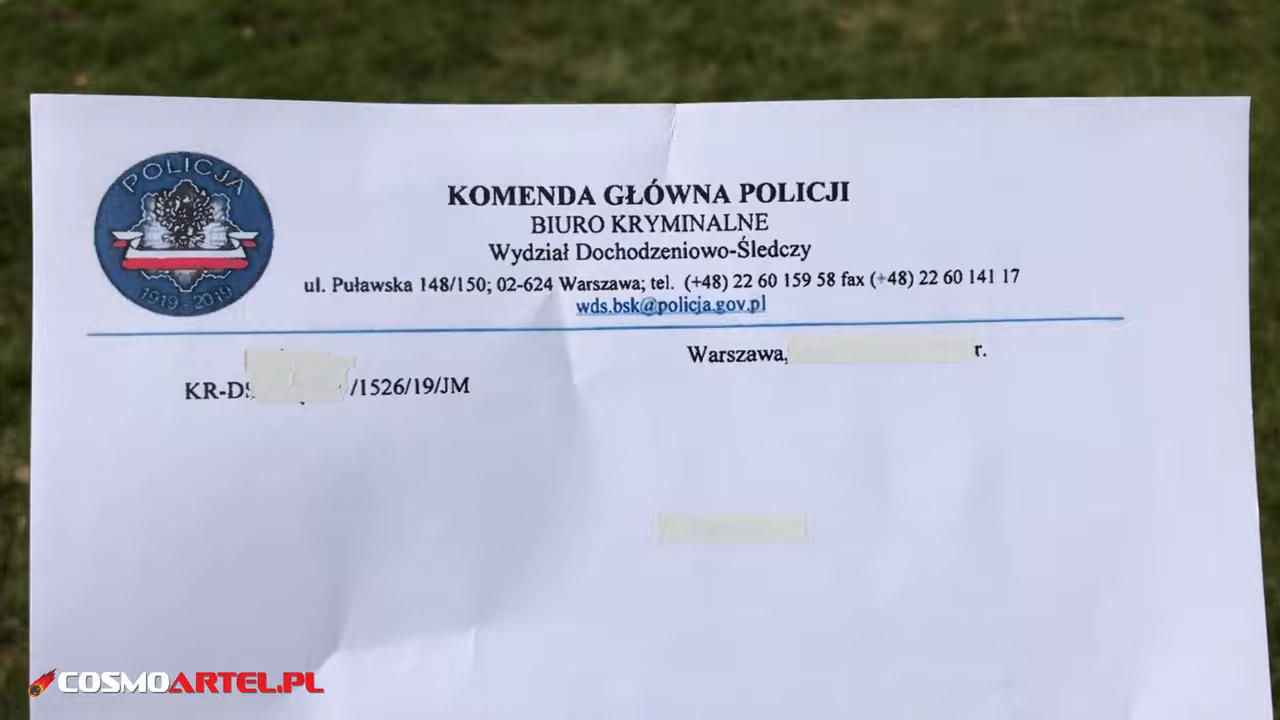 POLICJA
1919 - 2019
KOMENDA GŁÓWNA POLICJI
BIURO KRYMINALNE
Wydział Dochodzeniowo-Śledczy
ul. Puławska 148/150; 02-624 Warszawa; tel. (+48) 22 60 159 58 fax (+48) 22 60 141 17
wds.bsk@policja.gov.pl
Warszawa, r.
KR-DS /1526/19/JM
COSMOARTEL.PL